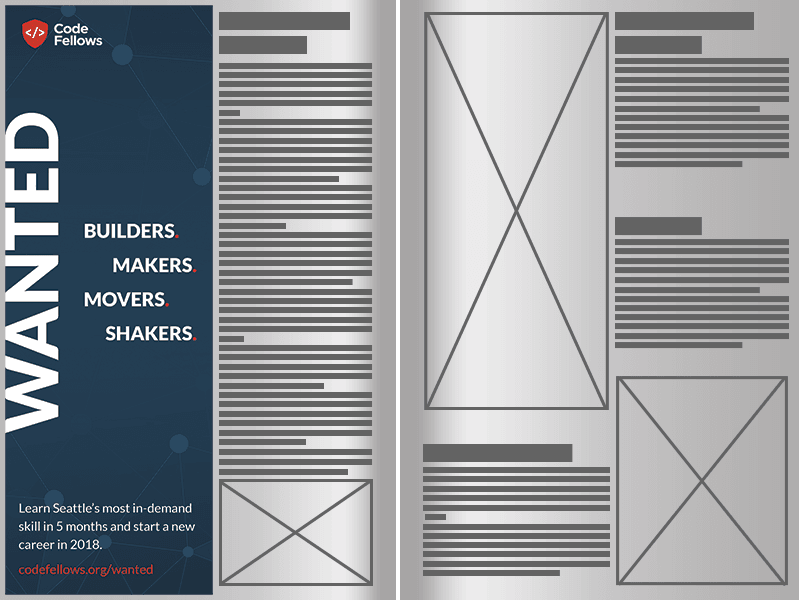 </>
Code
Fellows
WANTED
BUILDERS.
MAKERS.
MOVERS.
SHAKERS.
Learn Seattle's most in-demand
skill in 5 months and start a new
career in 2018.
codefellows.org/wanted